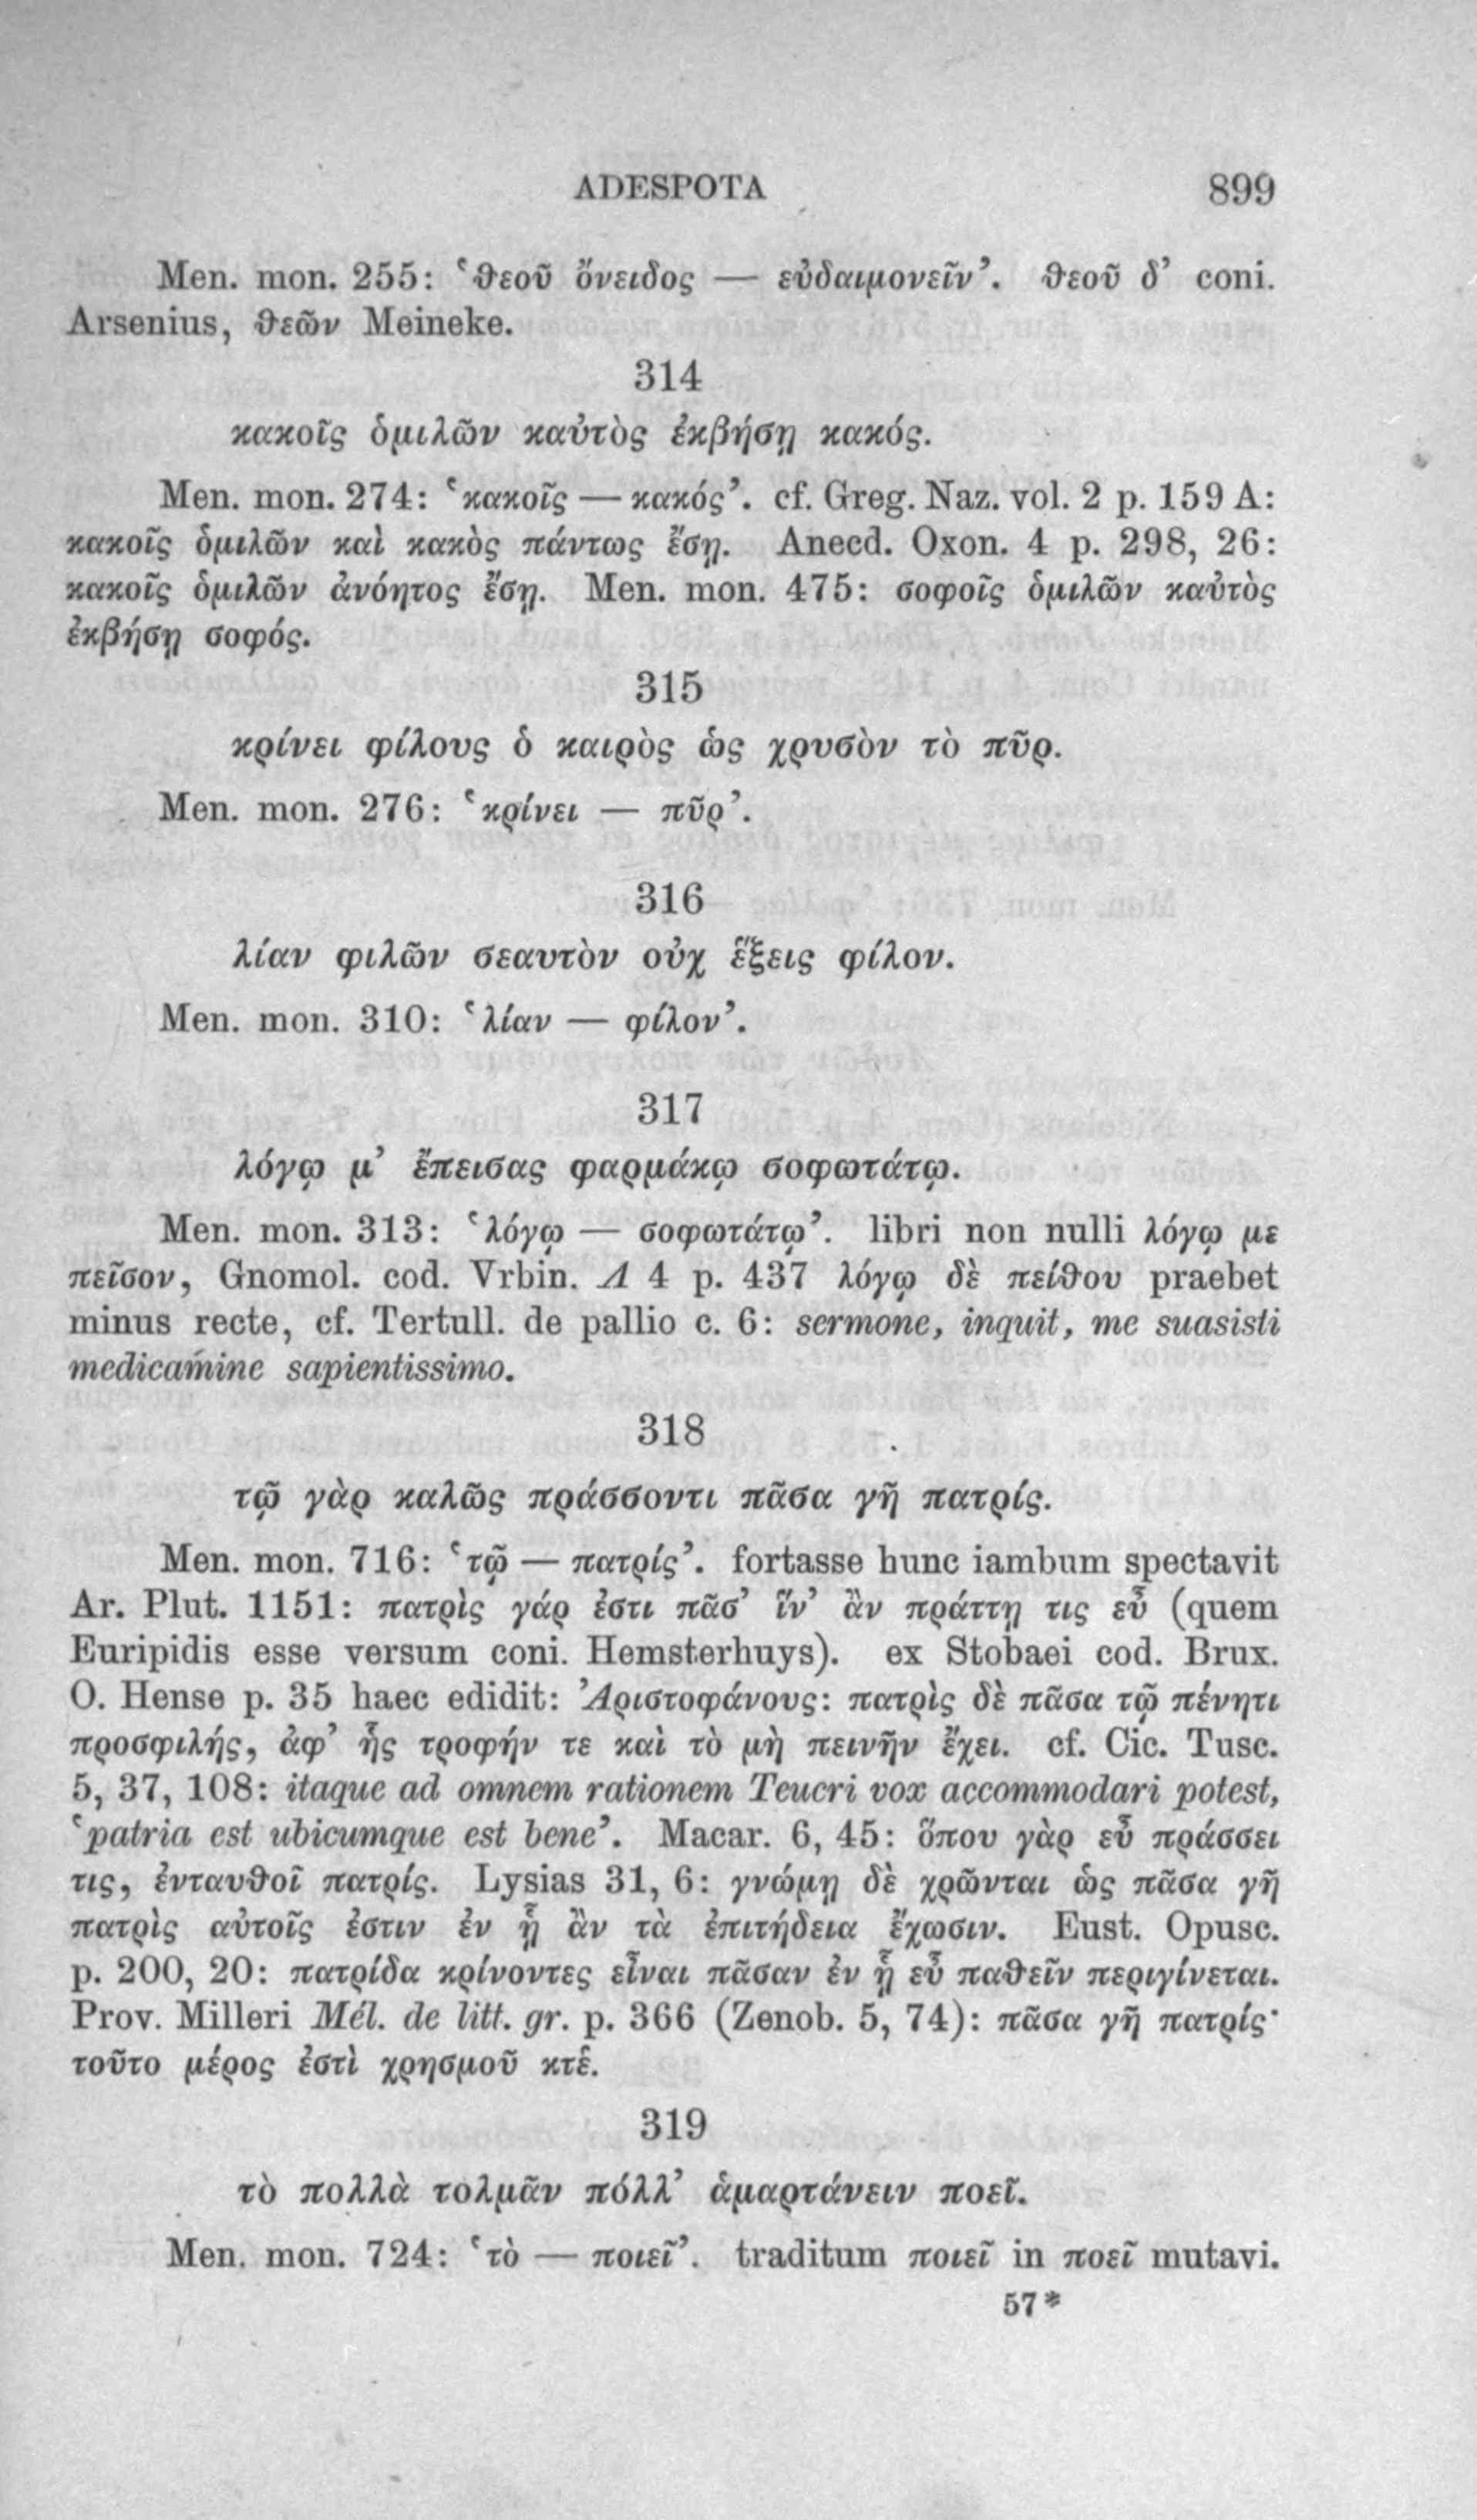 ADESPOTA 899
Men. mon. 255: ‘θεοῦ ὄνειδος — εὐδαιμονεῖν’. θεοῦ δ’ coni.
Arsenius, θεῶν Meineke.
314
κακοῖς ὁμιλῶν καὐτὸς ἐκβήσῃ κακός.
Men. mon. 274: ‘κακοῖς — κακός’. cf. Greg. Naz. vol. 2 p. 159 A:
κακοῖς ὁμιλῶν καὶ κακὸς πάντως ἔσῃ. Anecd. Oxon. 4 p. 298, 26:
κακοῖς ὁμιλῶν ἀνόητος ἔσῃ. Men. mon. 475: σοφοῖς ὁμιλῶν καὐτὸς
ἐκβήσῃ σοφός.
315
κρίνει φίλους ὁ καιρὸς ὡς χρυσὸν τὸ πῦρ.
Men. mon. 276: ‘κρίνει — πῦρ’.
316
λίαν φιλῶν σεαυτὸν οὐχ ἕξεις φίλον.
Men. mon. 310: ‘λίαν — φίλον’.
317
λόγῳ μ’ ἔπεισας φαρμάκῳ σοφωτάτῳ.
Men. mon. 313: ‘λόγῳ — σοφωτάτῳ’. libri non nulli λόγῳ με
πεῖσον, Gnomol. cod. Vrbin. Λ 4 p. 437 λόγῳ δὲ πείθου praebet
minus recte, cf. Tertull. de pallio c. 6: sermone, inquit, me suasisti
medicamine sapientissimo.
318
τῷ γὰρ καλῶς πράσσοντι πᾶσα γῆ πατρίς.
Men. mon. 716: ‘τῷ — πατρίς’. fortasse hunc iambum spectavit
Ar. Plut. 1151: πατρὶς γάρ ἐστι πᾶσ’ ἵν’ ἂν πράττῃ τις εὖ (quem
Euripidis esse versum coni. Hemsterhuys). ex Stobaei cod. Brux.
O. Hense p. 35 haec edidit: Ἀριστοφάνους: πατρὶς δὲ πᾶσα τῷ πένητι
προσφιλής, ἀφ’ ἧς τροφήν τε καὶ τὸ μὴ πεινῆν ἔχει. cf. Cic. Tusc.
5, 37, 108: itaque ad omnem rationem Teucri vox accommodari potest,
‘patria est ubicumque est bene’. Macar. 6, 45: ὅπου γὰρ εὖ πράσσει
τις, ἐνταυθοῖ πατρίς. Lysias 31, 6: γνώμῃ δὲ χρῶνται ὡς πᾶσα γῆ
πατρὶς αὐτοῖς ἐστιν ἐν ᾗ ἂν τὰ ἐπιτήδεια ἔχωσιν. Eust. Opusc.
p. 200, 20: πατρίδα κρίνοντες εἶναι πᾶσαν ἐν ᾗ εὖ παθεῖν περιγίνεται.
Prov. Milleri Mél. de litt. gr. p. 366 (Zenob. 5, 74): πᾶσα γῆ πατρίς·
τοῦτο μέρος ἐστὶ χρησμοῦ κτἑ.
319
τὸ πολλὰ τολμᾶν πόλλ’ ἁμαρτάνειν ποεῖ.
Men. mon. 724: ‘τὸ — ποιεῖ’. traditum ποιεῖ in ποεῖ mutavi.
57*